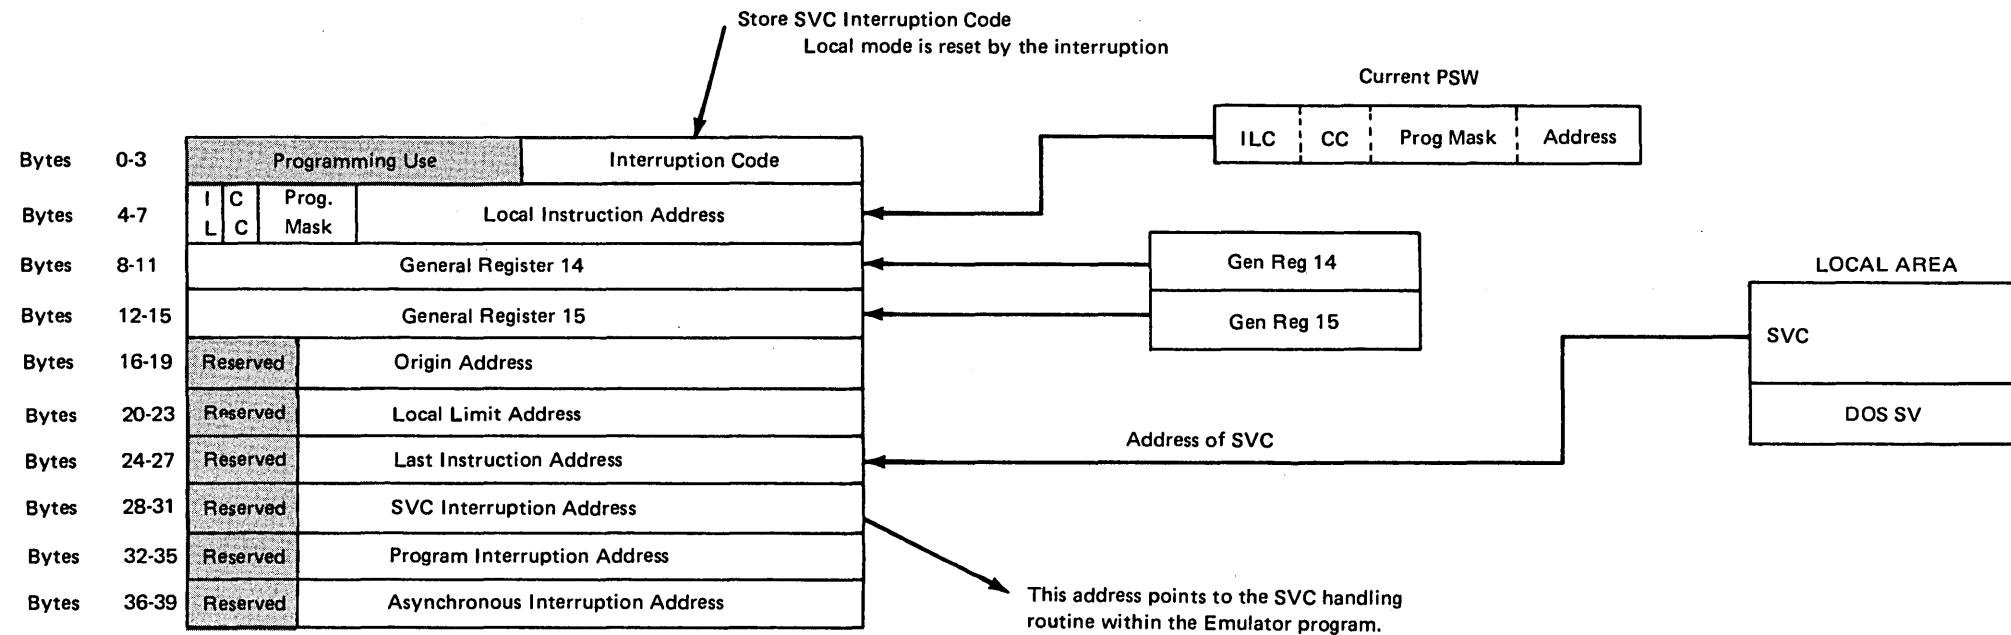 Store SVC Interruption Code
Local mode is reset by the interruption
Current PSW
ILC CC Prog Mask Address
Bytes 0-3 Programming Use Interruption Code
Bytes 4-7 I L C C Prog. Mask Local Instruction Address
Bytes 8-11 General Register 14
Gen Reg 14
Bytes 12-15 General Register 15
Gen Reg 15
LOCAL AREA
SVC
DOS SV
Bytes 16-19 Reserved Origin Address
Bytes 20-23 Reserved Local Limit Address
Address of SVC
Bytes 24-27 Reserved Last Instruction Address
Bytes 28-31 Reserved SVC Interruption Address
Bytes 32-35 Reserved Program Interruption Address
Bytes 36-39 Reserved Asynchronous Interruption Address
This address points to the SVC handling
routine within the Emulator program.